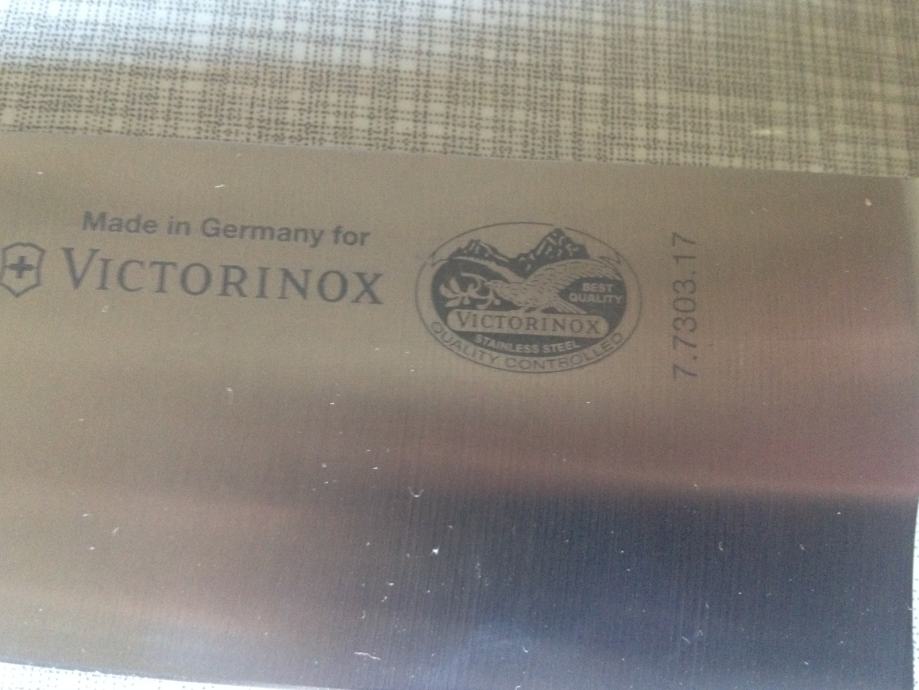 Made in Germany for
VICTORINOX
BEST
QUALITY
VICTORINOX
STAINLESS STEEL
QUALITY CONTROLLED
7.7303.17